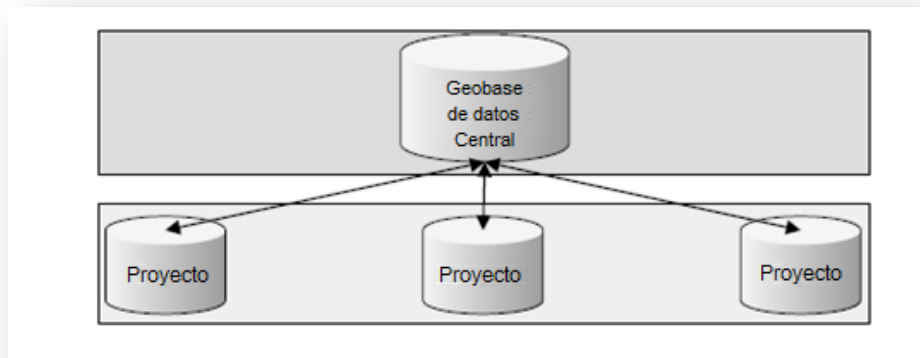 Geobase
de datos
Central
Proyecto
Proyecto
Proyecto